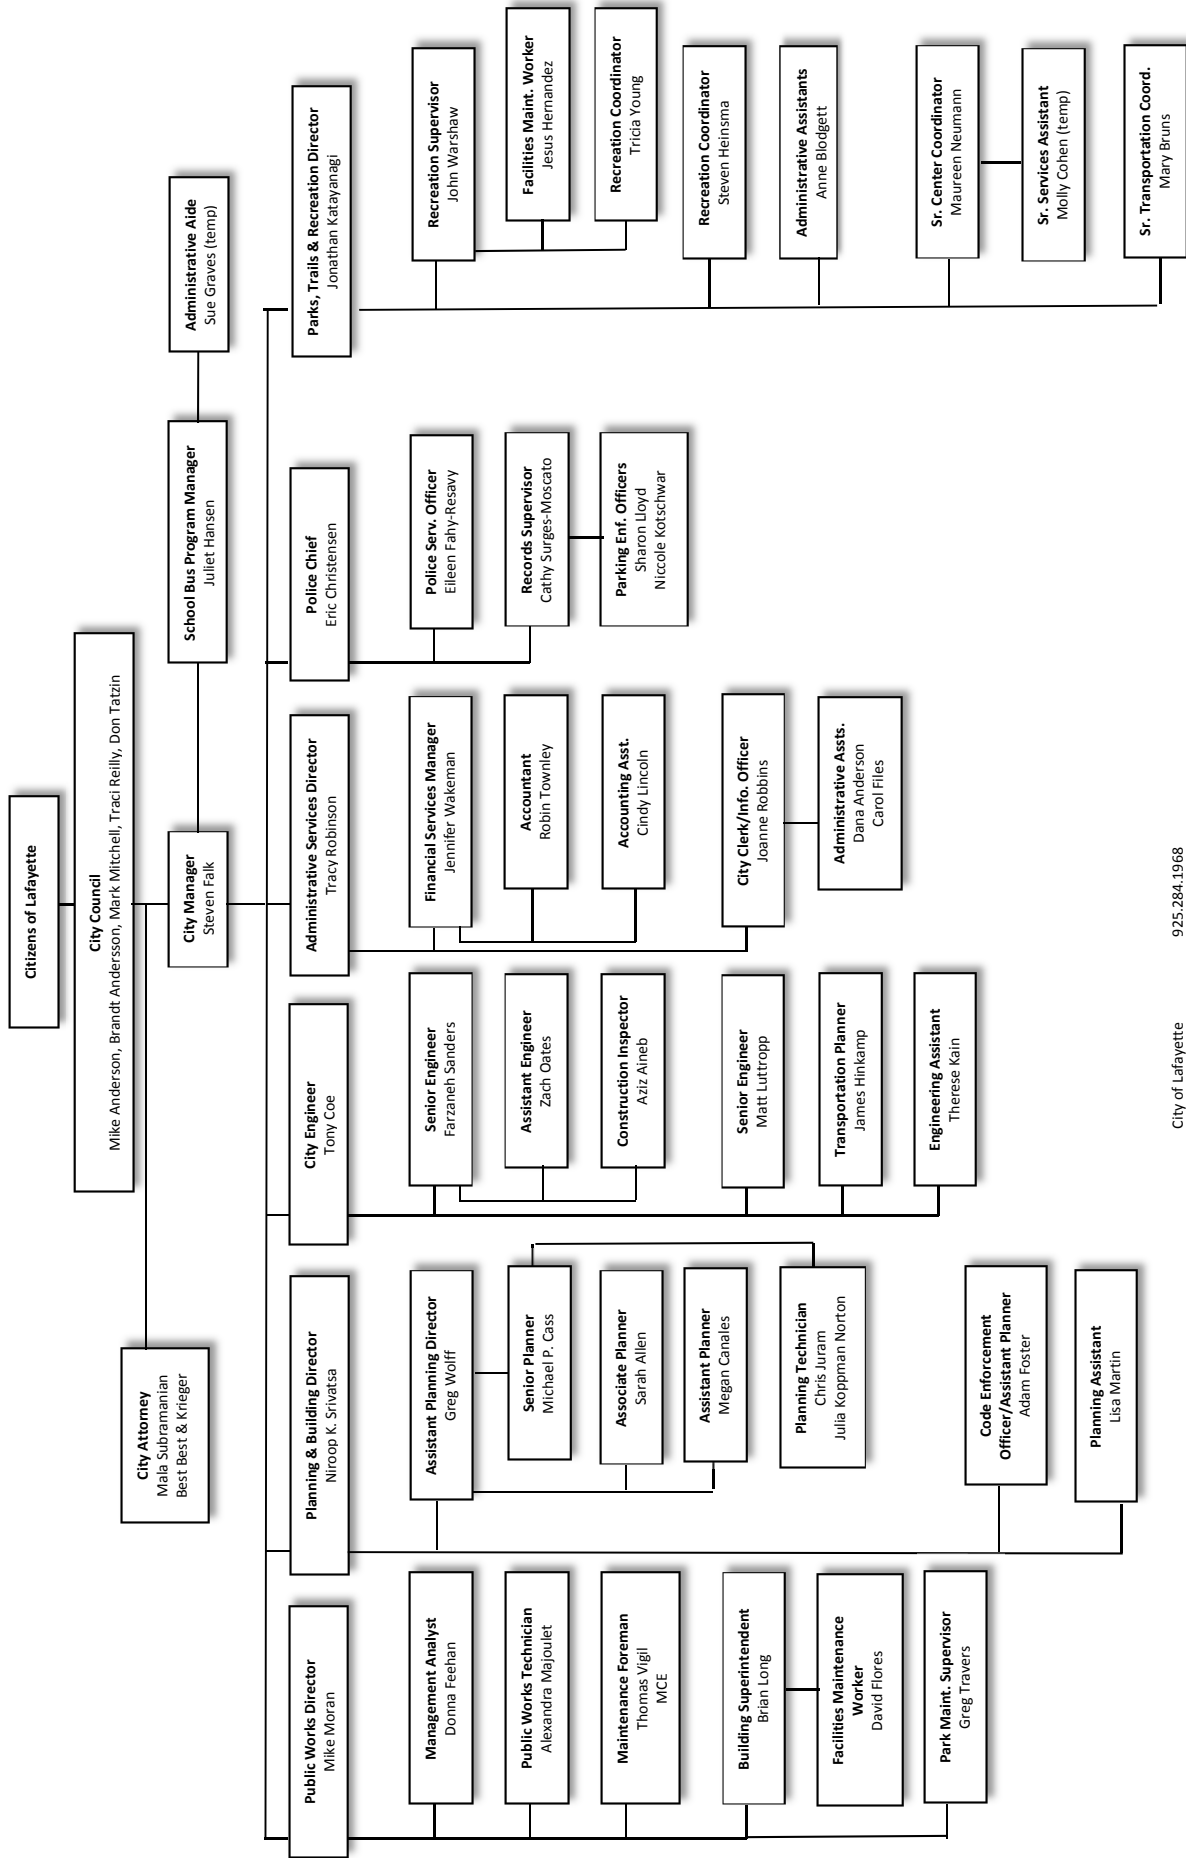 Citizens of Lafayette
City Council
Mike Anderson, Brandt Andersson, Mark Mitchell, Traci Reilly, Don Tatzin
City Attorney
Mala Subramanian
Best Best & Krieger
City Manager
Steven Falk
School Bus Program Manager
Juliet Hansen
Administrative Aide
Sue Graves (temp)
Public Works Director
Mike Moran
Management Analyst
Donna Feehan
Public Works Technician
Alexandra Majoulet
Maintenance Foreman
Thomas Vigil
MCE
Building Superintendent
Brian Long
Facilities Maintenance
Worker
David Flores
Park Maint. Supervisor
Greg Travers
Planning & Building Director
Niroop K. Srivatsa
Assistant Planning Director
Greg Wolff
Senior Planner
Michael P. Cass
Associate Planner
Sarah Allen
Assistant Planner
Megan Canales
Planning Technician
Chris Juram
Julia Koppman Norton
Code Enforcement
Officer/Assistant Planner
Adam Foster
Planning Assistant
Lisa Martin
City Engineer
Tony Coe
Senior Engineer
Farzaneh Sanders
Assistant Engineer
Zach Oates
Construction Inspector
Aziz Aineb
Senior Engineer
Matt Luttropp
Transportation Planner
James Hinkamp
Engineering Assistant
Therese Kain
Administrative Services Director
Tracy Robinson
Financial Services Manager
Jennifer Wakeman
Accountant
Robin Townley
Accounting Asst.
Cindy Lincoln
City Clerk/Info. Officer
Joanne Robbins
Administrative Assts.
Dana Anderson
Carol Files
Police Chief
Eric Christensen
Police Serv. Officer
Eileen Fahy-Resavy
Records Supervisor
Cathy Surges-Moscato
Parking Enf. Officers
Sharon Lloyd
Niccole Kotschwar
Parks, Trails & Recreation Director
Jonathan Katayanagi
Recreation Supervisor
John Warshaw
Facilities Maint. Worker
Jesus Hernandez
Recreation Coordinator
Tricia Young
Recreation Coordinator
Steven Heinsma
Administrative Assistants
Anne Blodgett
Sr. Center Coordinator
Maureen Neumann
Sr. Services Assistant
Molly Cohen (temp)
Sr. Transportation Coord.
Mary Bruns
City of Lafayette 925.284.1968